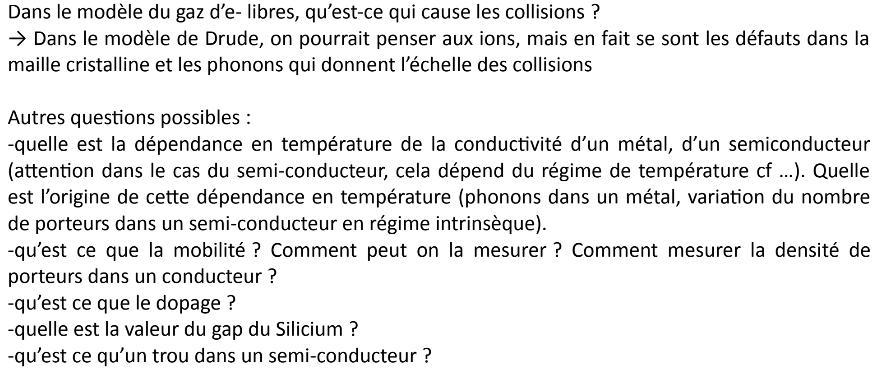 Dans le modèle du gaz d’e- libres, qu’est-ce qui cause les collisions ?
→ Dans le modèle de Drude, on pourrait penser aux ions, mais en fait se sont les défauts dans la
maille cristalline et les phonons qui donnent l’échelle des collisions
Autres questions possibles :
-quelle est la dépendance en température de la conductivité d’un métal, d’un semiconducteur
(attention dans le cas du semi-conducteur, cela dépend du régime de température cf …). Quelle
est l’origine de cette dépendance en température (phonons dans un métal, variation du nombre
de porteurs dans un semi-conducteur en régime intrinsèque).
-qu’est ce que la mobilité ? Comment peut on la mesurer ? Comment mesurer la densité de
porteurs dans un conducteur ?
-qu’est ce que le dopage ?
-quelle est la valeur du gap du Silicium ?
-qu’est ce qu’un trou dans un semi-conducteur ?